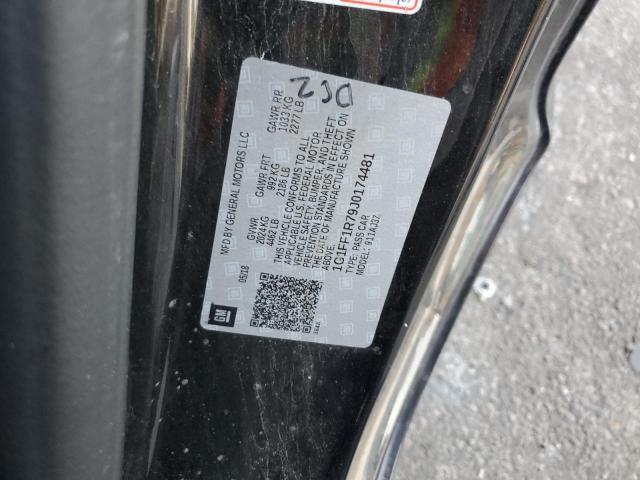 MFD BY GENERAL MOTORS LLC
05/18
GVWR GAWR FRT GAWR RR
2024 KG 992 KG 1033 KG
4462 LB 2186 LB 2277 LB
THIS VEHICLE CONFORMS TO ALL
APPLICABLE U.S. FEDERAL MOTOR
VEHICLE SAFETY, BUMPER, AND THEFT
PREVENTION STANDARDS IN EFFECT ON
THE DATE OF MANUFACTURE SHOWN
ABOVE.
1G1FF1R79J0174481
TYPE: PASS CAR
MODEL: 911AJ37
GM